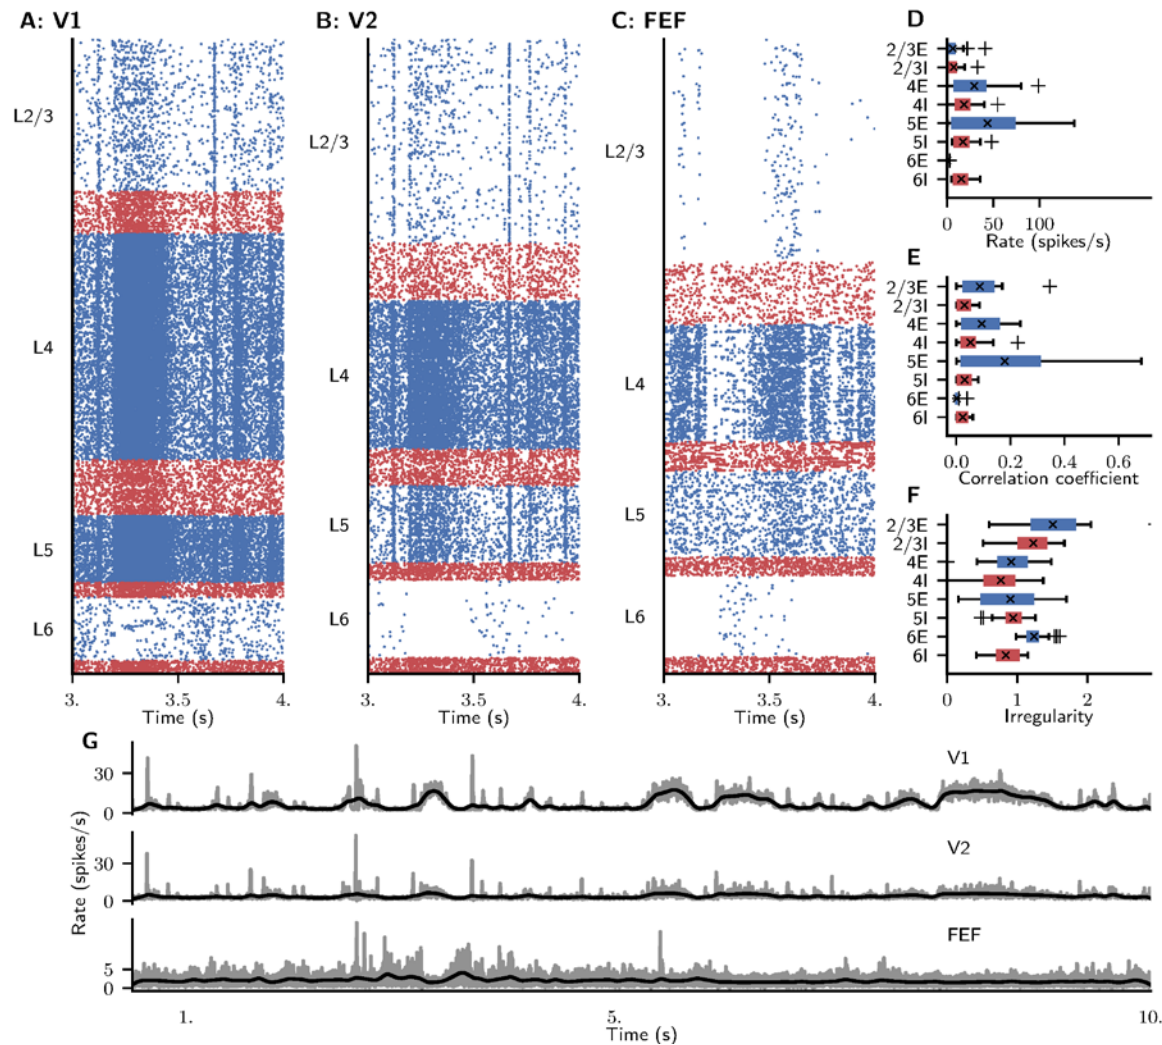 A: V1
B: V2
C: FEF
D
L2/3
L4
L5
L6
3.
3.5
4.
Time (s)
L2/3
L4
L5
L6
3.
3.5
4.
Time (s)
L2/3
L4
L5
L6
3.
3.5
4.
Time (s)
2/3E
2/3I
4E
4I
5E
5I
6E
6I
0
50
100
Rate (spikes/s)
E
2/3E
2/3I
4E
4I
5E
5I
6E
6I
0.0
0.2
0.4
0.6
Correlation coefficient
F
2/3E
2/3I
4E
4I
5E
5I
6E
6I
0
1
2
Irregularity
G
Rate (spikes/s)
30
0
V1
30
0
V2
5
0
FEF
1.
5.
10.
Time (s)